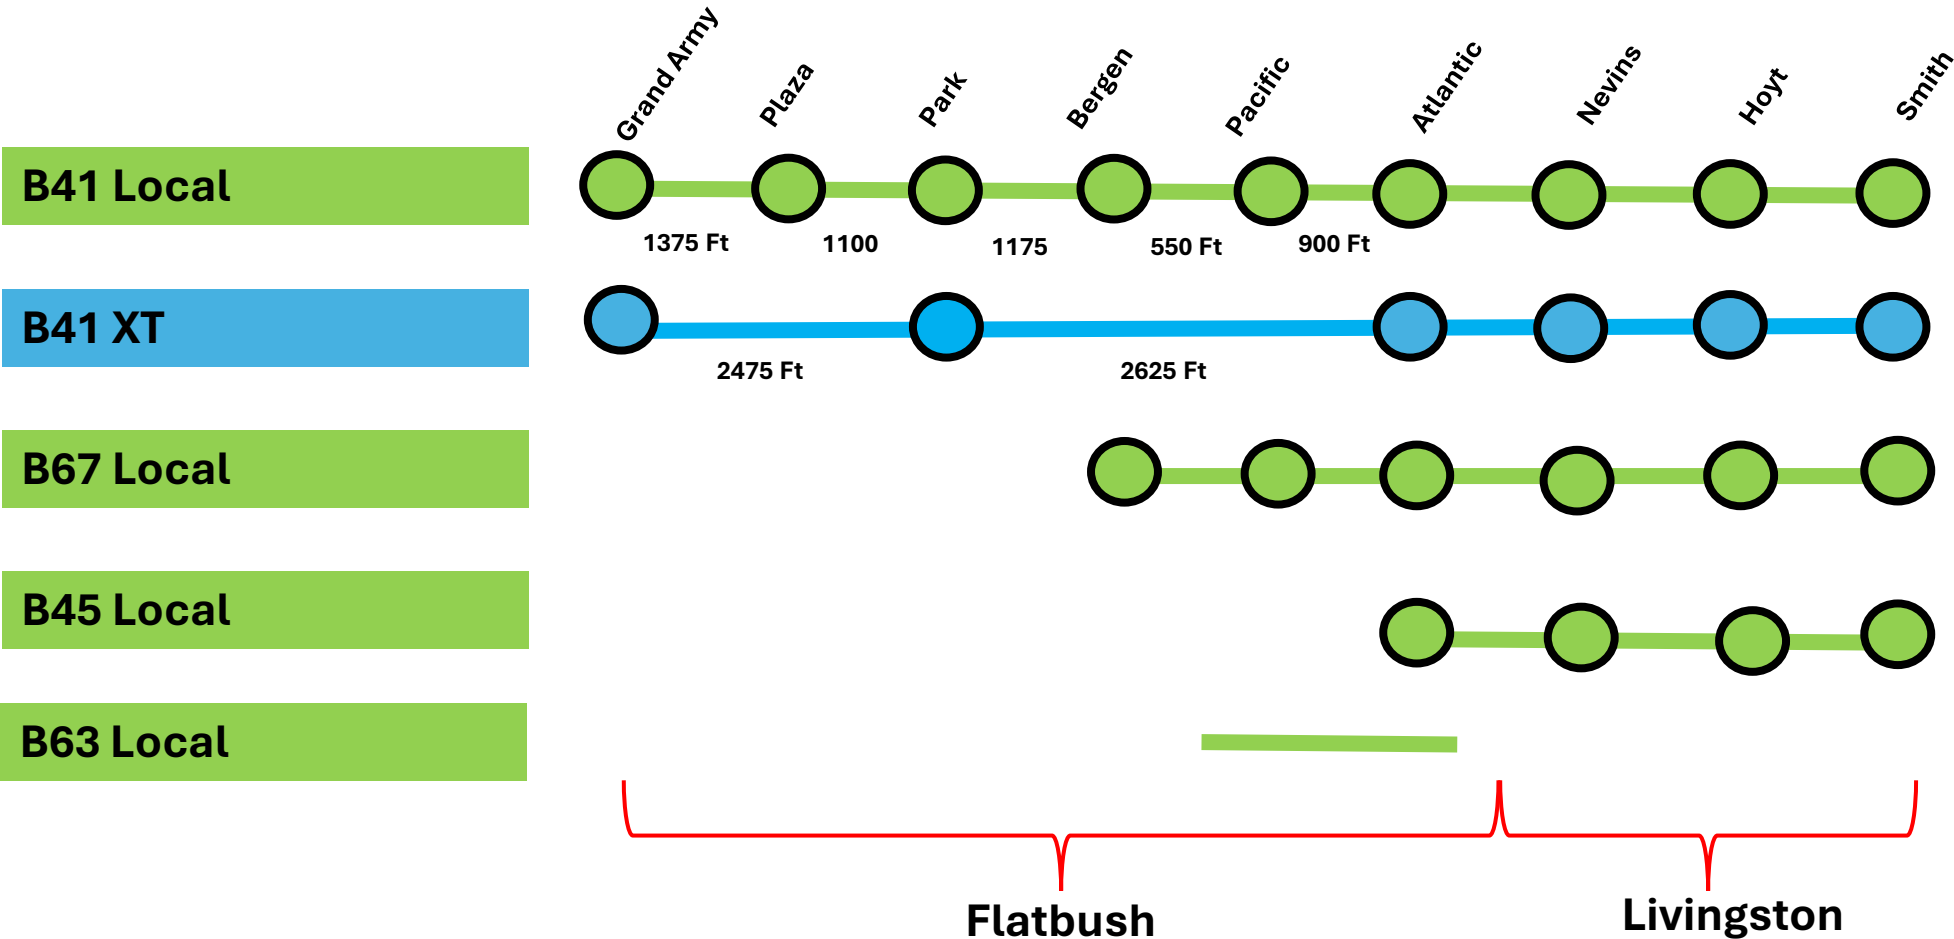 Grand Army
Plaza
Park
Bergen
Pacific
Atlantic
Nevins
Hoyt
Smith
B41 Local
1375 Ft
1100
1175
550 Ft
900 Ft
B41 XT
2475 Ft
2625 Ft
B67 Local
B45 Local
B63 Local
Flatbush
Livingston